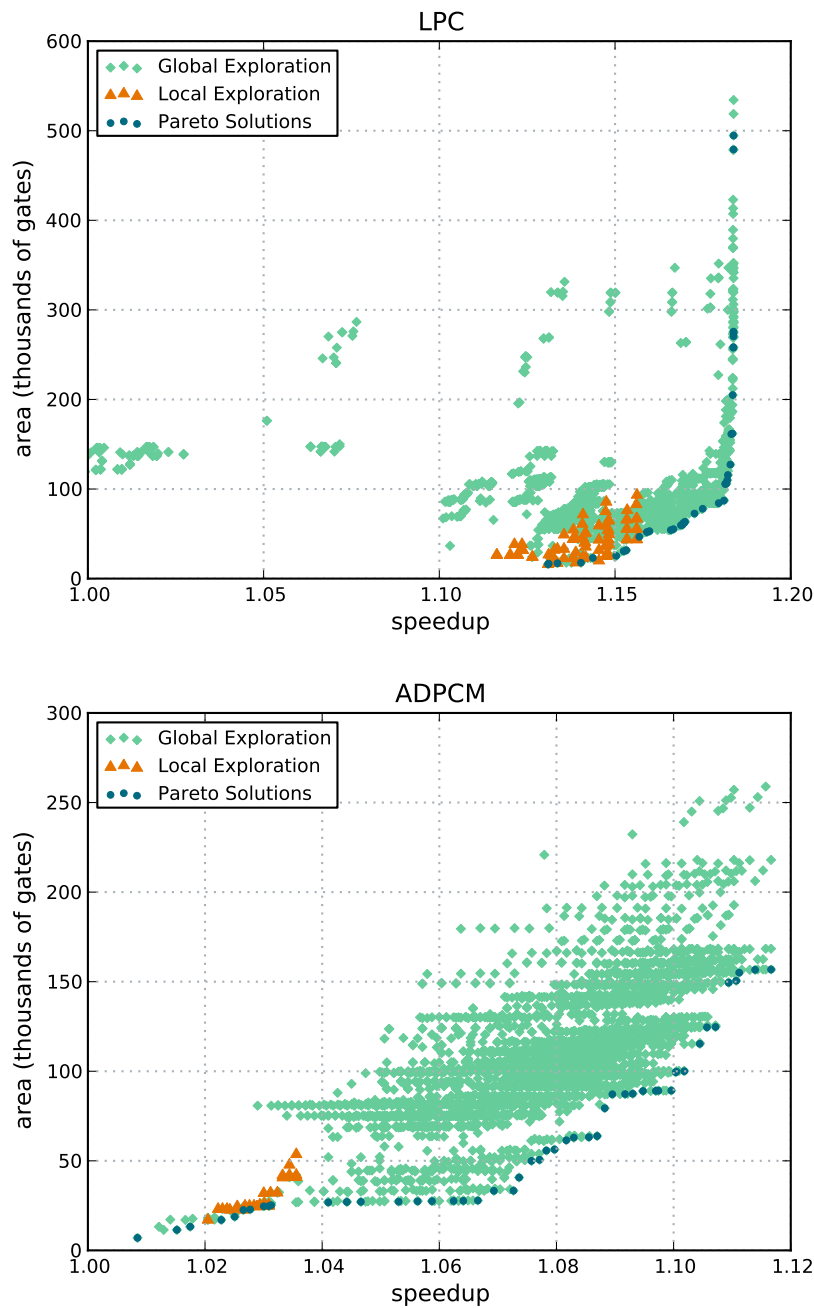 LPC
600
500
400
300
200
100
0
area (thousands of gates)
Global Exploration
Local Exploration
Pareto Solutions
1.00 1.05 1.10 1.15 1.20
speedup
ADPCM
300
250
200
150
100
50
0
area (thousands of gates)
Global Exploration
Local Exploration
Pareto Solutions
1.00 1.02 1.04 1.06 1.08 1.10 1.12
speedup